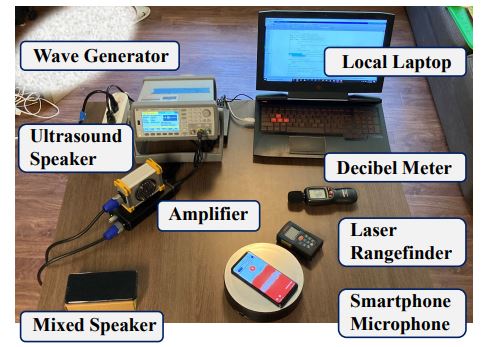 Wave Generator
Local Laptop
Ultrasound
Speaker
Decibel Meter
Amplifier
Laser
Rangefinder
Smartphone
Microphone
Mixed Speaker